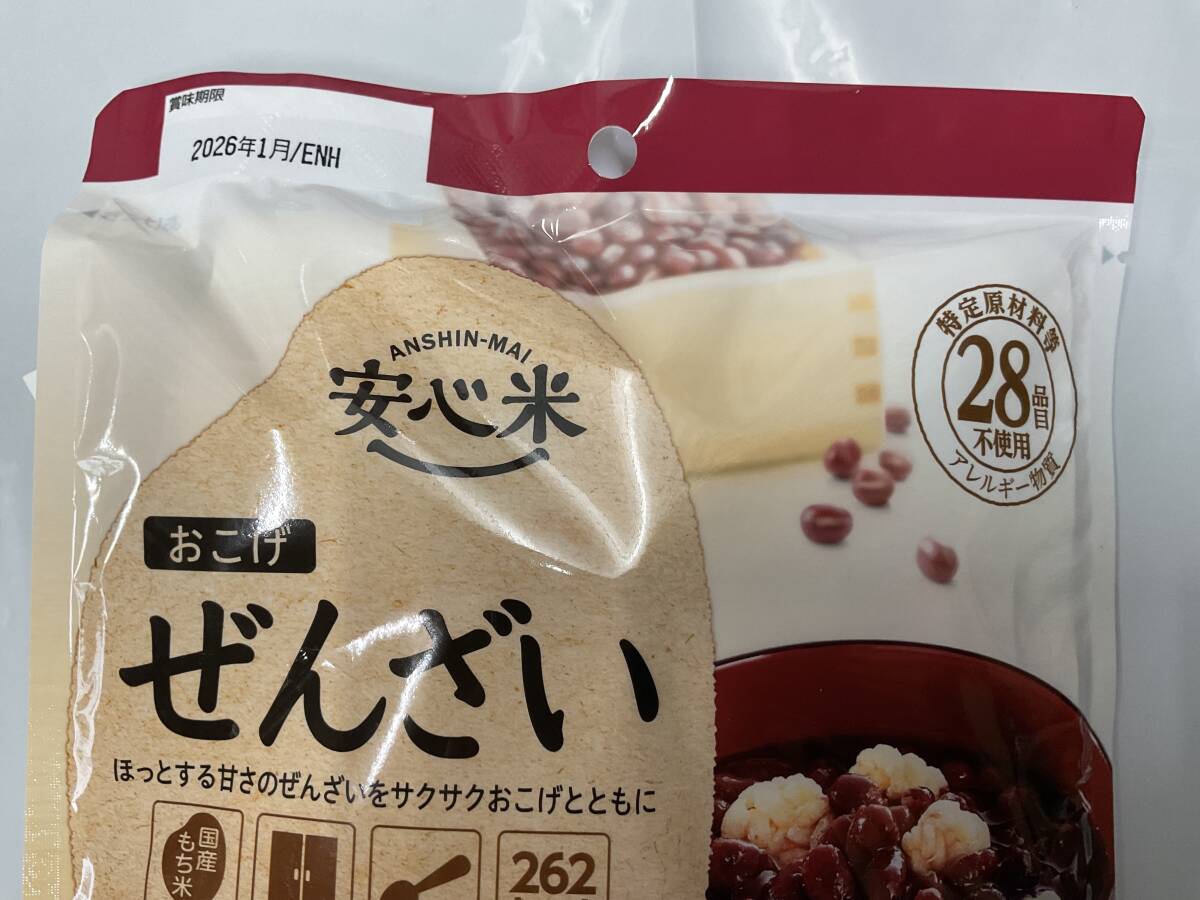 賞味期限
2026年1月/ENH
ANSHIN-MAI
安心米
特定原材料等
28品目
不使用
アレルギー物質
おこげ
ぜんざい
ほっとする甘さのぜんざいをサクサクおこげとともに
国産
もち米
262